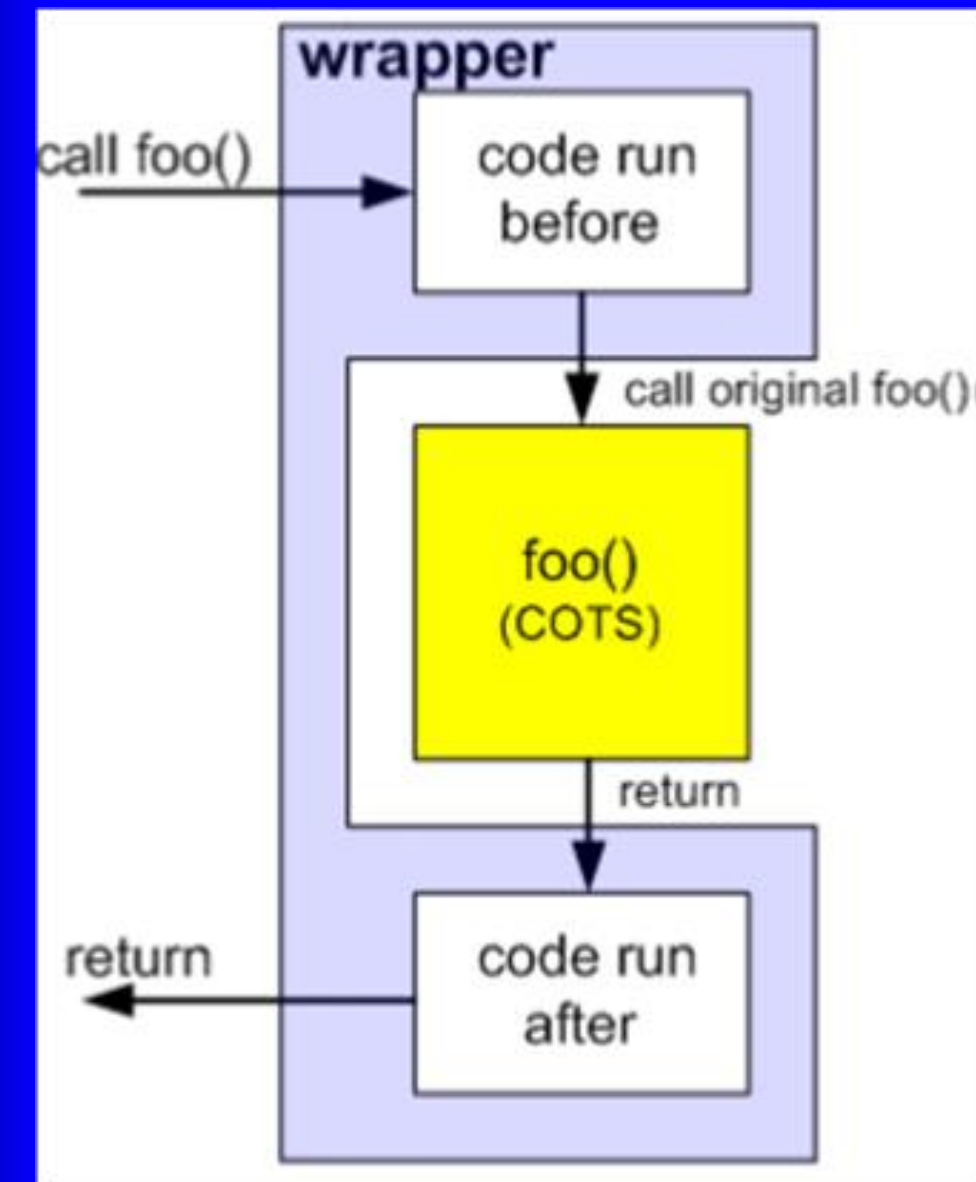 wrapper
call foo()
code run
before
call original foo()
foo()
(COTS)
return
return
code run
after